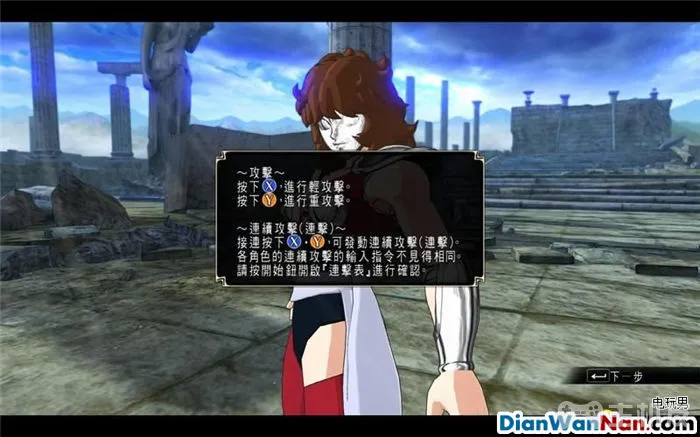 ～攻擊～
按下X,進行輕攻擊。
按下Y,進行重攻擊。
～連續攻擊(連擊)～
接連按下X・Y,可發動連續攻擊(連擊)。
各角色的連續攻擊的輸入指令不見得相同。
請按開始鈕開啟『連擊表』進行確認。
下一步
电玩男
DianWanNan.com